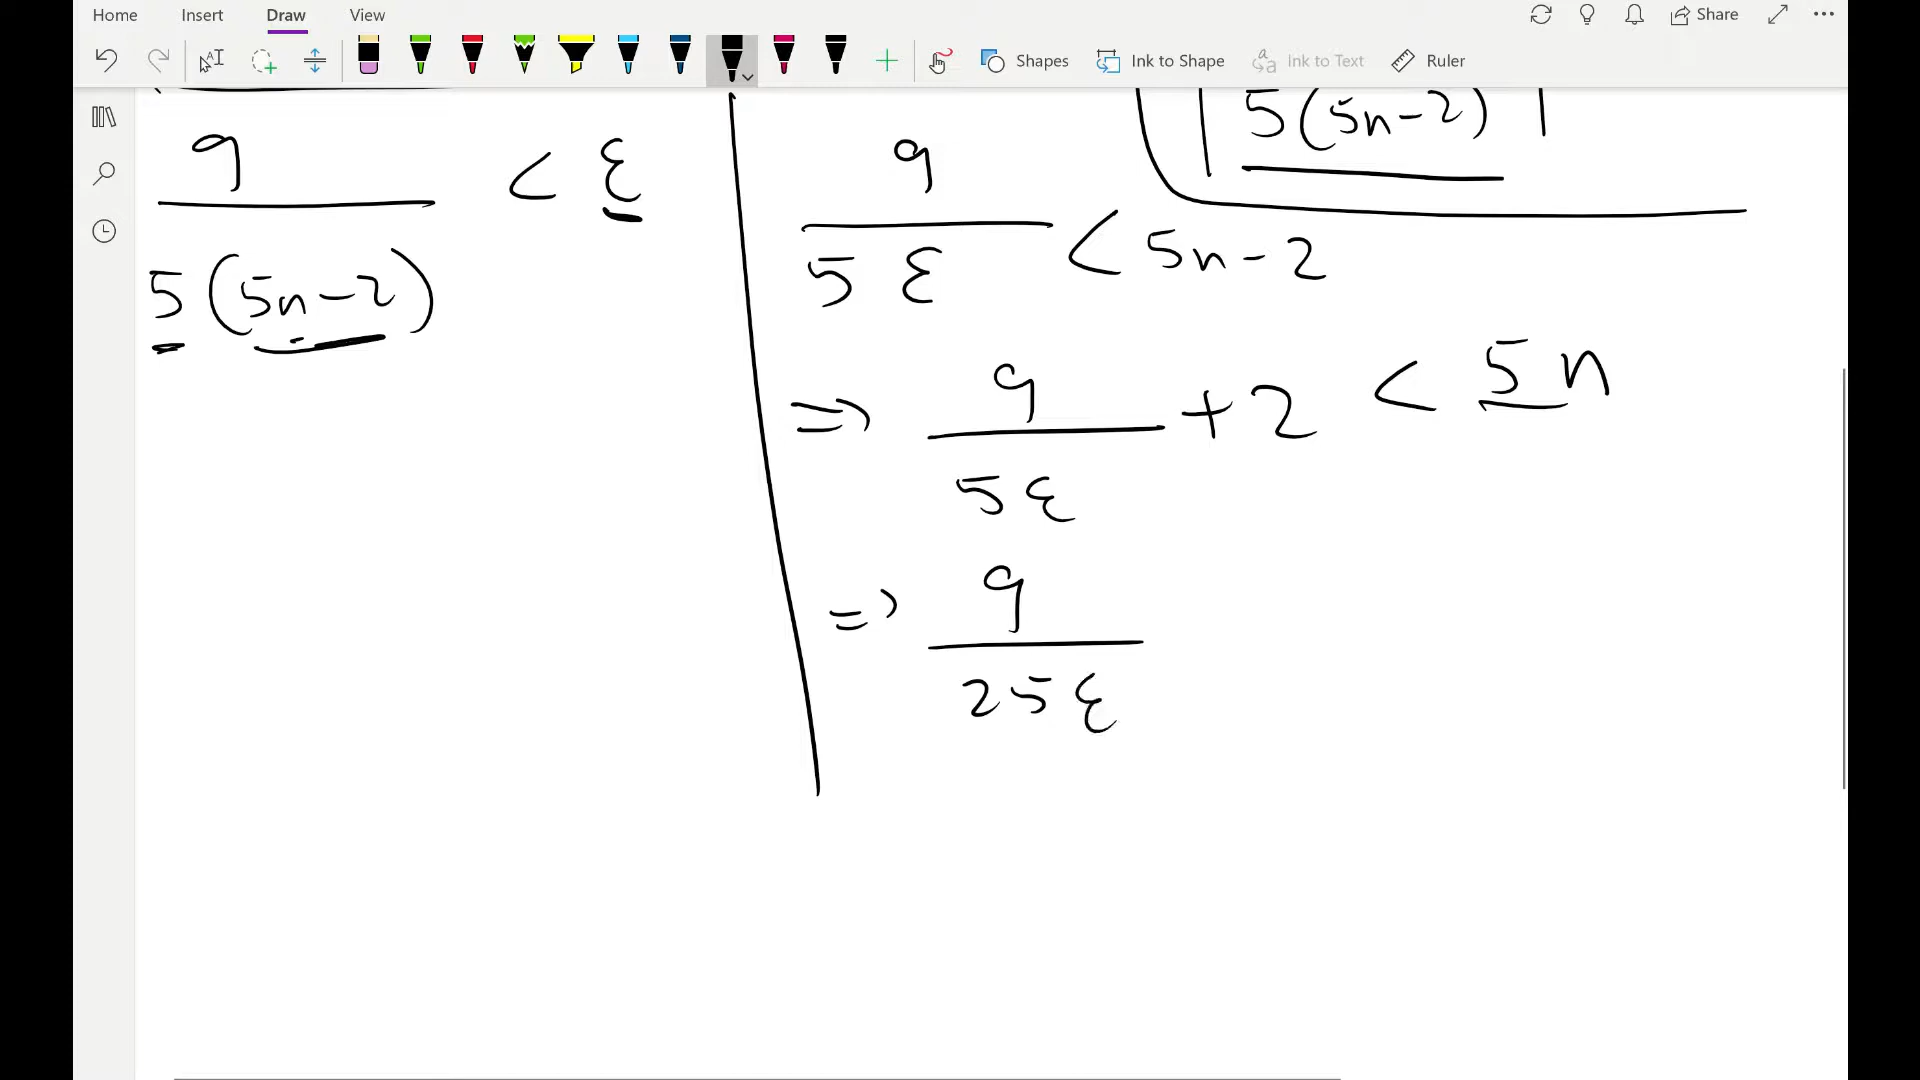 Home Insert Draw View Share
Shapes Ink to Shape Ink to Text Ruler
9
5(5n-2) < ε
| 5(5n-2) |
9
5ε < 5n-2
=> 9
5ε + 2 < 5n
=> 9
25ε